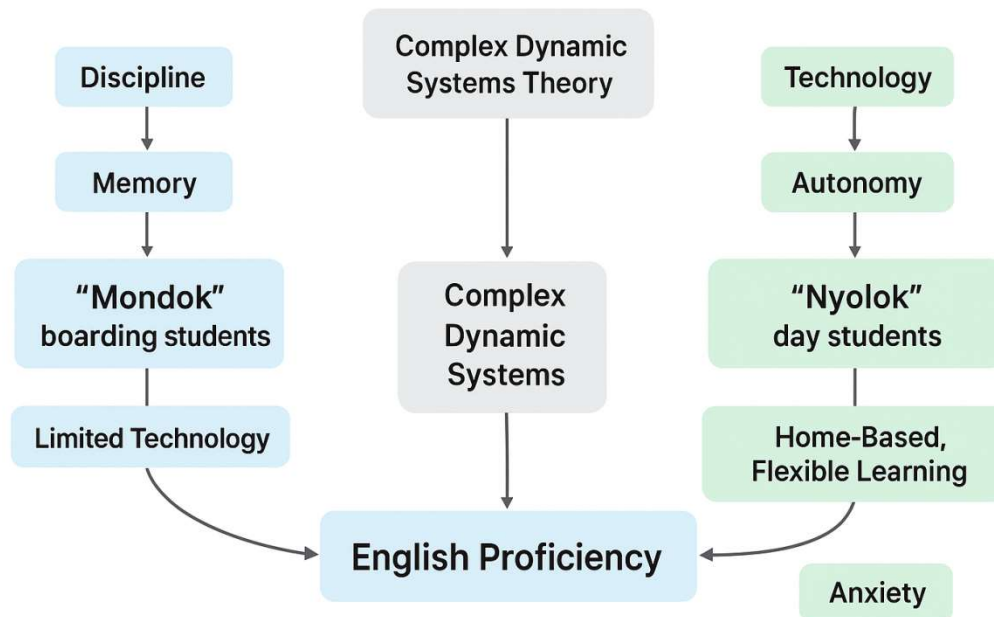 Discipline
Memory
“Mondok”
boarding students
Limited Technology
Complex Dynamic
Systems Theory
Complex
Dynamic
Systems
English Proficiency
Technology
Autonomy
“Nyolok”
day students
Home-Based,
Flexible Learning
Anxiety